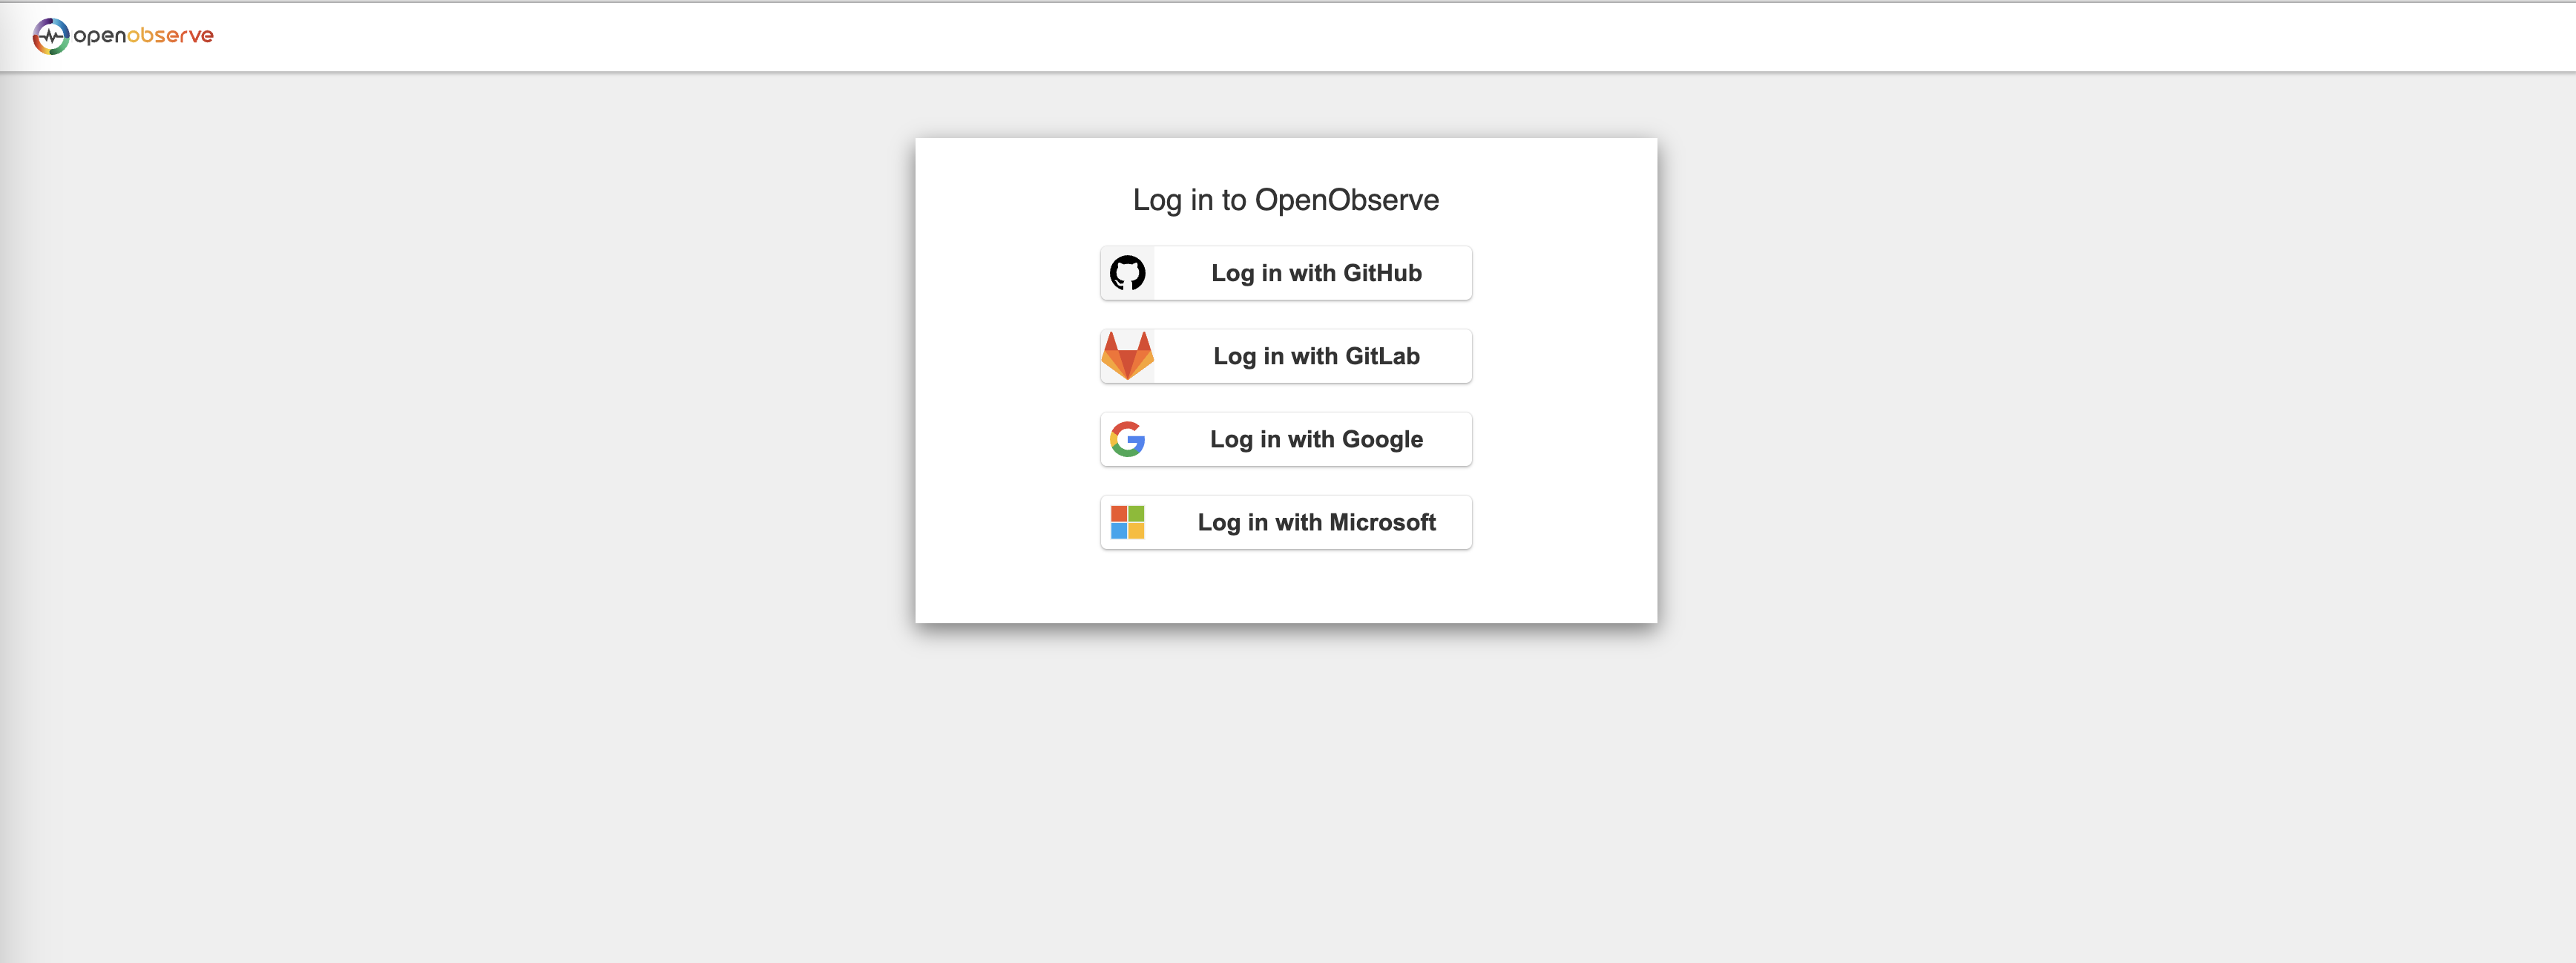 openobserve
Log in to OpenObserve
Log in with GitHub
Log in with GitLab
Log in with Google
Log in with Microsoft